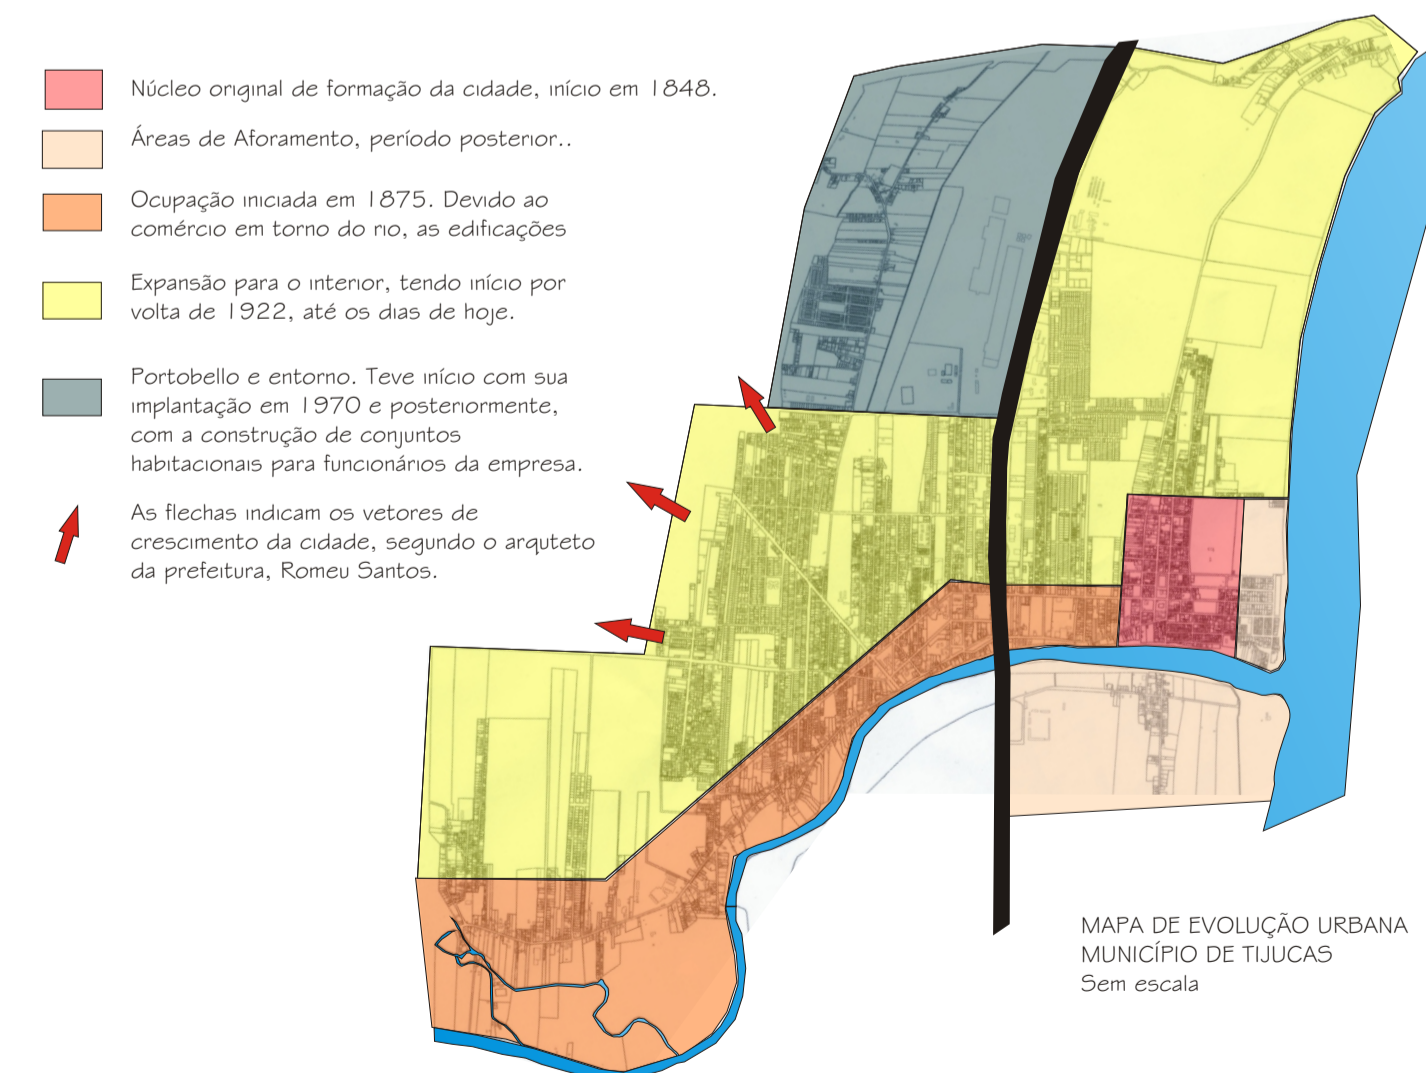 Núcleo original de formação da cidade, início em 1848.
Áreas de Aforamento, período posterior..
Ocupação iniciada em 1875. Devido ao
comércio em torno do rio, as edificações
Expansão para o interior, tendo início por
volta de 1922, até os dias de hoje.
Portobello e entorno. Teve início com sua
implantação em 1970 e posteriormente,
com a construção de conjuntos
habitacionais para funcionários da empresa.
As flechas indicam os vetores de
crescimento da cidade, segundo o arquteto
da prefeitura, Romeu Santos.
MAPA DE EVOLUÇÃO URBANA
MUNICÍPIO DE TIJUCAS
Sem escala